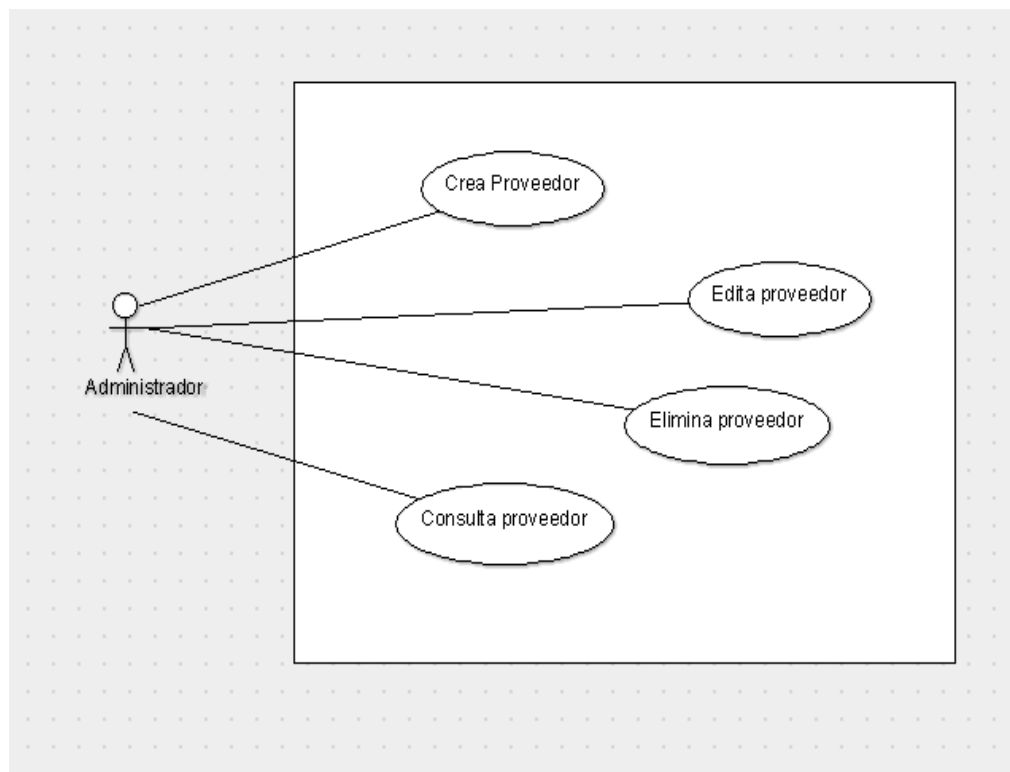 Crea Proveedor
Edita proveedor
Administrador
Elimina proveedor
Consulta proveedor